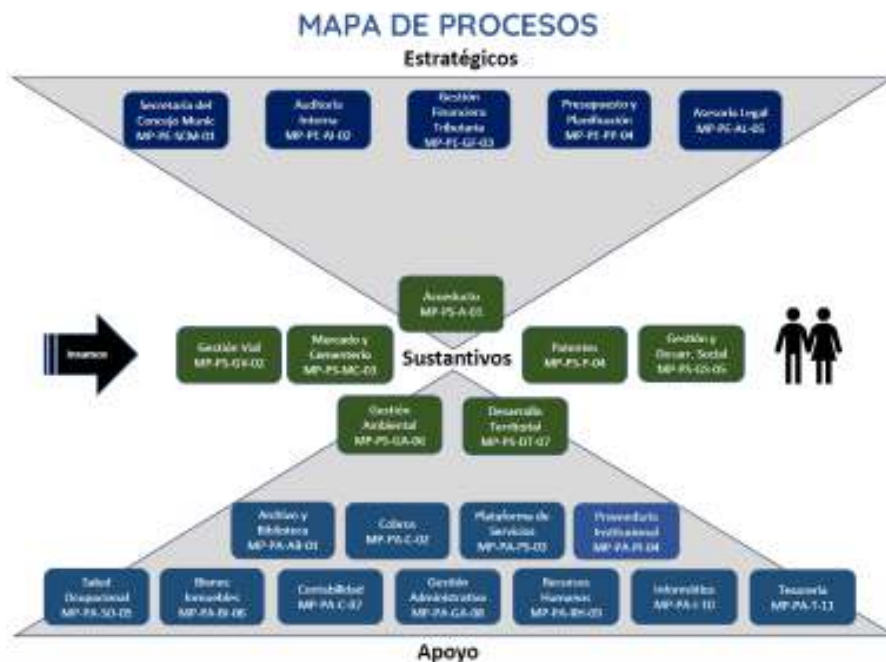 MAPA DE PROCESOS
Estratégicos
Secretaría del
Concejo Munic
MP-PE-SCM-01
Auditoría
Interna
MP-PE-AI-02
Gestión
Financiera
Tributaria
MP-PE-GF-03
Presupuesto y
Planificación
MP-PE-PP-04
Asesoría Legal
MP-PE-AL-05
Acueducto
MP-PS-A-01
Insumos
Gestión Vial
MP-PS-GV-02
Mercado y
Cementerio
MP-PS-MC-03
Sustantivos
Patentes
MP-PS-P-04
Gestión y
Desarr. Social
MP-PS-GS-05
Gestión
Ambiental
MP-PS-GA-06
Desarrollo
Territorial
MP-PS-DT-07
Archivo y
Biblioteca
MP-PA-AB-01
Cobros
MP-PA-C-02
Plataforma de
Servicios
MP-PA-PS-03
Proveeduría
Institucional
MP-PA-PI-04
Salud
Ocupacional
MP-PA-SO-05
Bienes
Inmuebles
MP-PA-BI-06
Contabilidad
MP-PA-C-07
Gestión
Administrativa
MP-PA-GA-08
Recursos
Humanos
MP-PA-RH-09
Informática
MP-PA-I-10
Tesorería
MP-PA-T-11
Apoyo